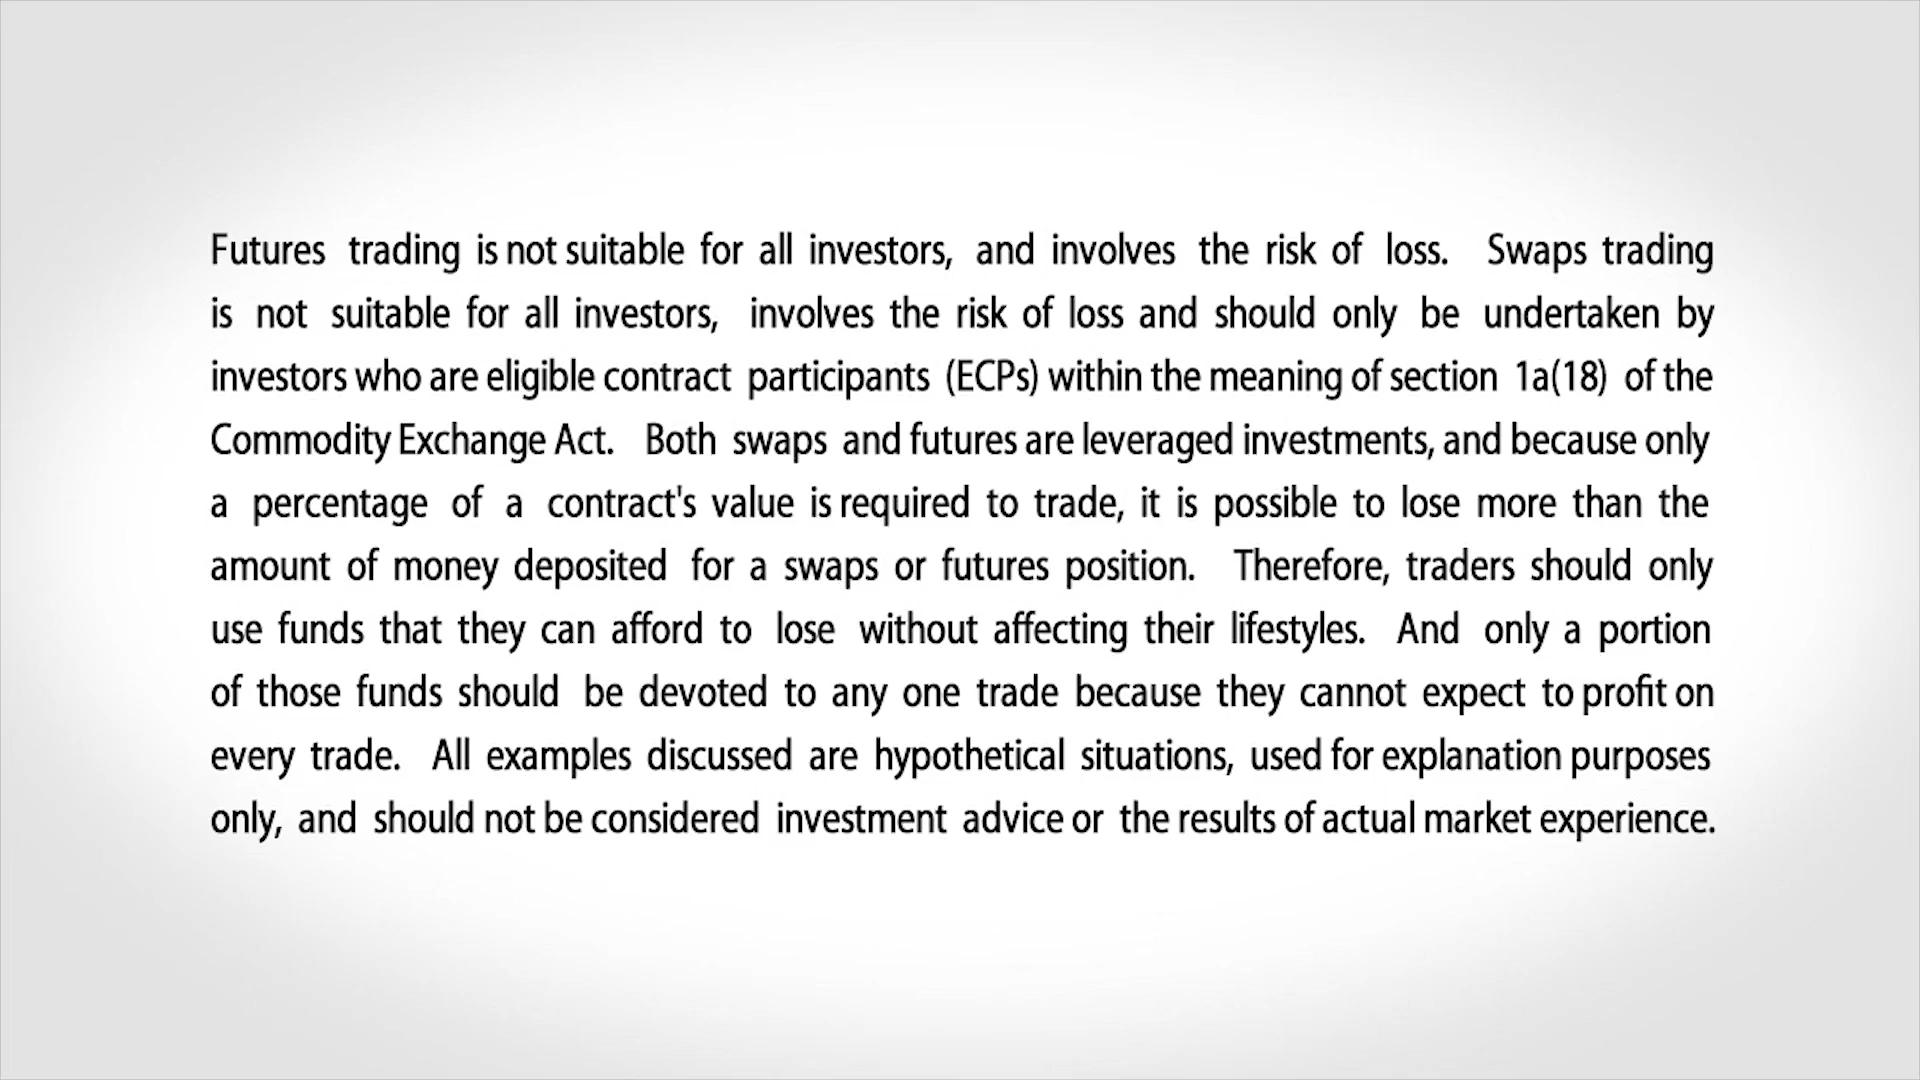 Futures trading is not suitable for all investors, and involves the risk of loss. Swaps trading
is not suitable for all investors, involves the risk of loss and should only be undertaken by
investors who are eligible contract participants (ECPs) within the meaning of section 1a(18) of the
Commodity Exchange Act. Both swaps and futures are leveraged investments, and because only
a percentage of a contract's value is required to trade, it is possible to lose more than the
amount of money deposited for a swaps or futures position. Therefore, traders should only
use funds that they can afford to lose without affecting their lifestyles. And only a portion
of those funds should be devoted to any one trade because they cannot expect to profit on
every trade. All examples discussed are hypothetical situations, used for explanation purposes
only, and should not be considered investment advice or the results of actual market experience.